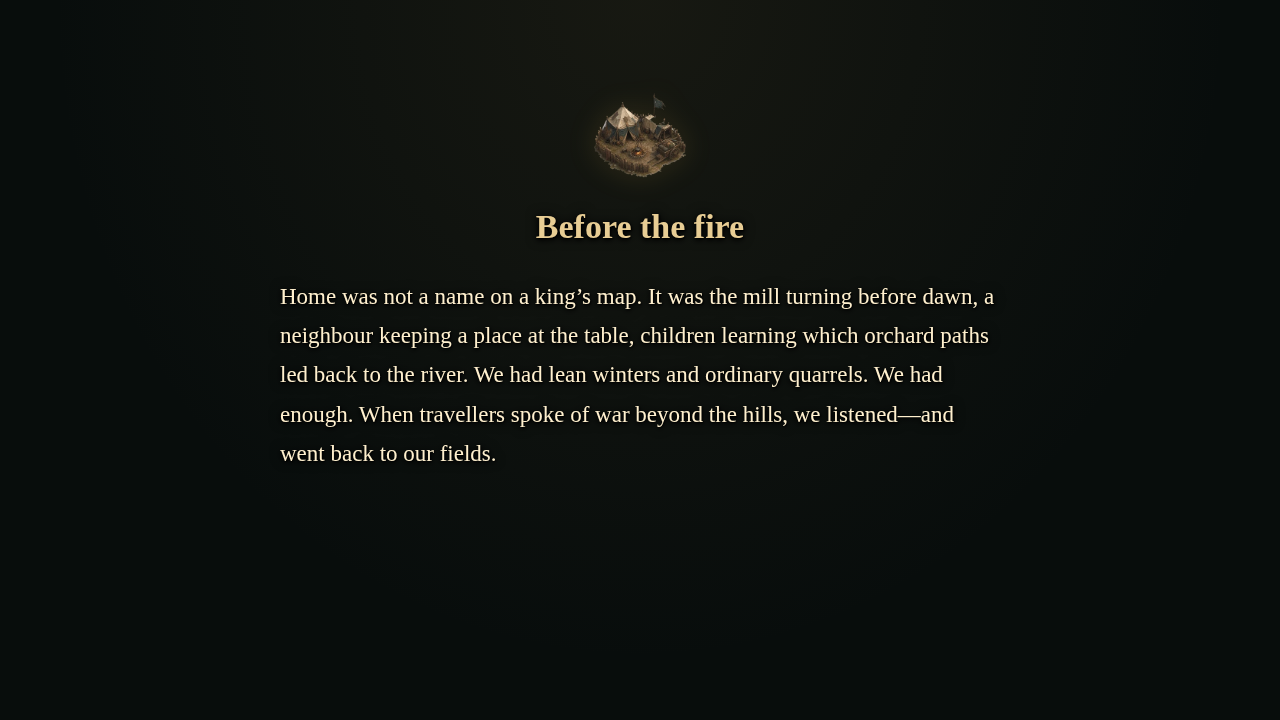 Before the fire
Home was not a name on a king’s map. It was the mill turning before dawn, a
neighbour keeping a place at the table, children learning which orchard paths
led back to the river. We had lean winters and ordinary quarrels. We had
enough. When travellers spoke of war beyond the hills, we listened—and
went back to our fields.